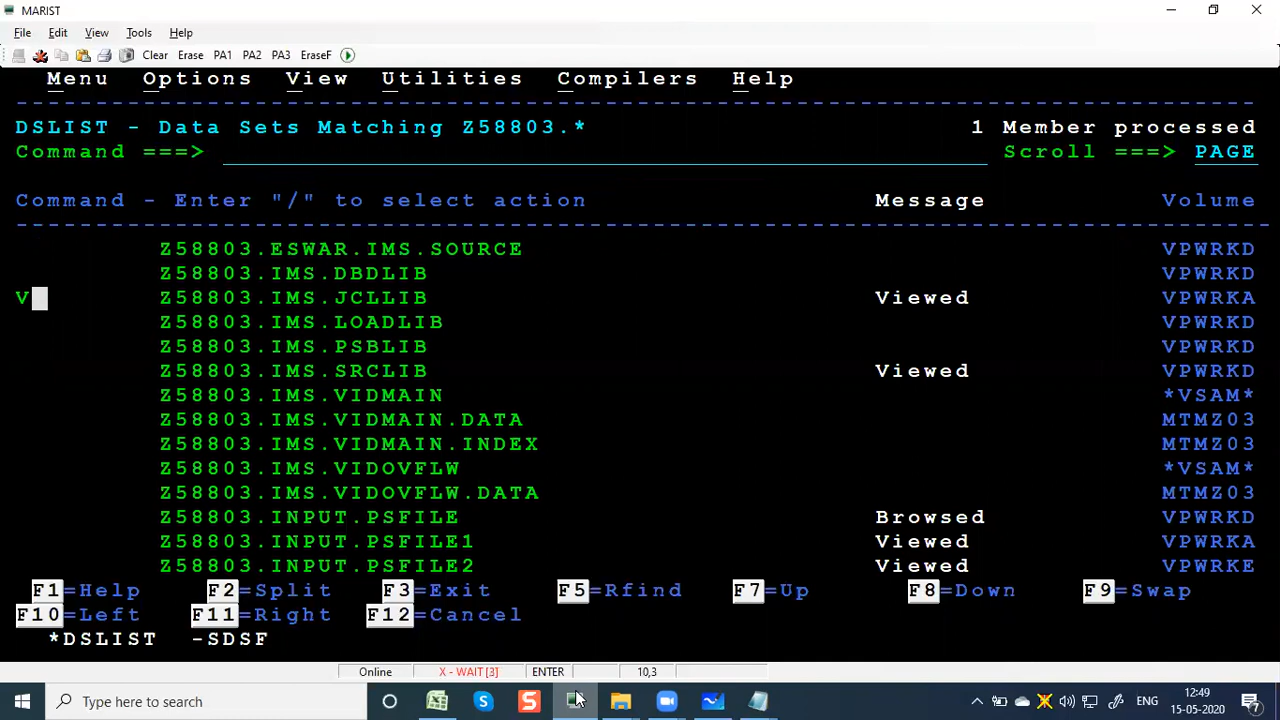 MARIST
File Edit View Tools Help
Clear Erase PA1 PA2 PA3 EraseF
Menu Options View Utilities Compilers Help
DSLIST - Data Sets Matching Z58803.* 1 Member processed
Command ===> Scroll ===> PAGE
Command - Enter "/" to select action Message Volume
Z58803.ESWAR.IMS.SOURCE VPWRKD
Z58803.IMS.DBDLIB VPWRKD
V Z58803.IMS.JCLLIB Viewed VPWRKA
Z58803.IMS.LOADLIB VPWRKD
Z58803.IMS.PSBLIB VPWRKD
Z58803.IMS.SRCLIB Viewed VPWRKD
Z58803.IMS.VIDMAIN *VSAM*
Z58803.IMS.VIDMAIN.DATA MTMZ03
Z58803.IMS.VIDMAIN.INDEX MTMZ03
Z58803.IMS.VIDOVFLW *VSAM*
Z58803.IMS.VIDOVFLW.DATA MTMZ03
Z58803.INPUT.PSFILE Browsed VPWRKD
Z58803.INPUT.PSFILE1 Viewed VPWRKA
Z58803.INPUT.PSFILE2 Viewed VPWRKE
F1=Help F2=Split F3=Exit F5=Rfind F7=Up F8=Down F9=Swap
F10=Left F11=Right F12=Cancel
*DSLIST -SDSF
Online X - WAIT [3] ENTER 10,3
Type here to search ENG 12:49
15-05-2020 7